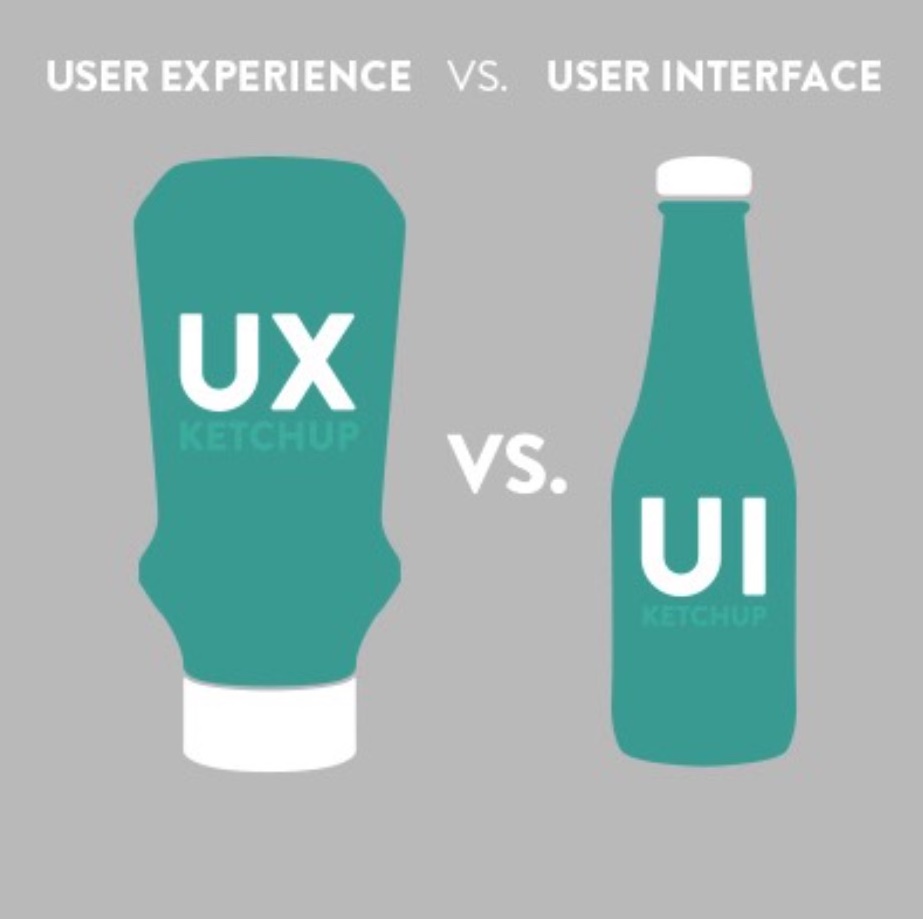 USER EXPERIENCE VS. USER INTERFACE
UX
KETCHUP
VS.
UI
KETCHUP